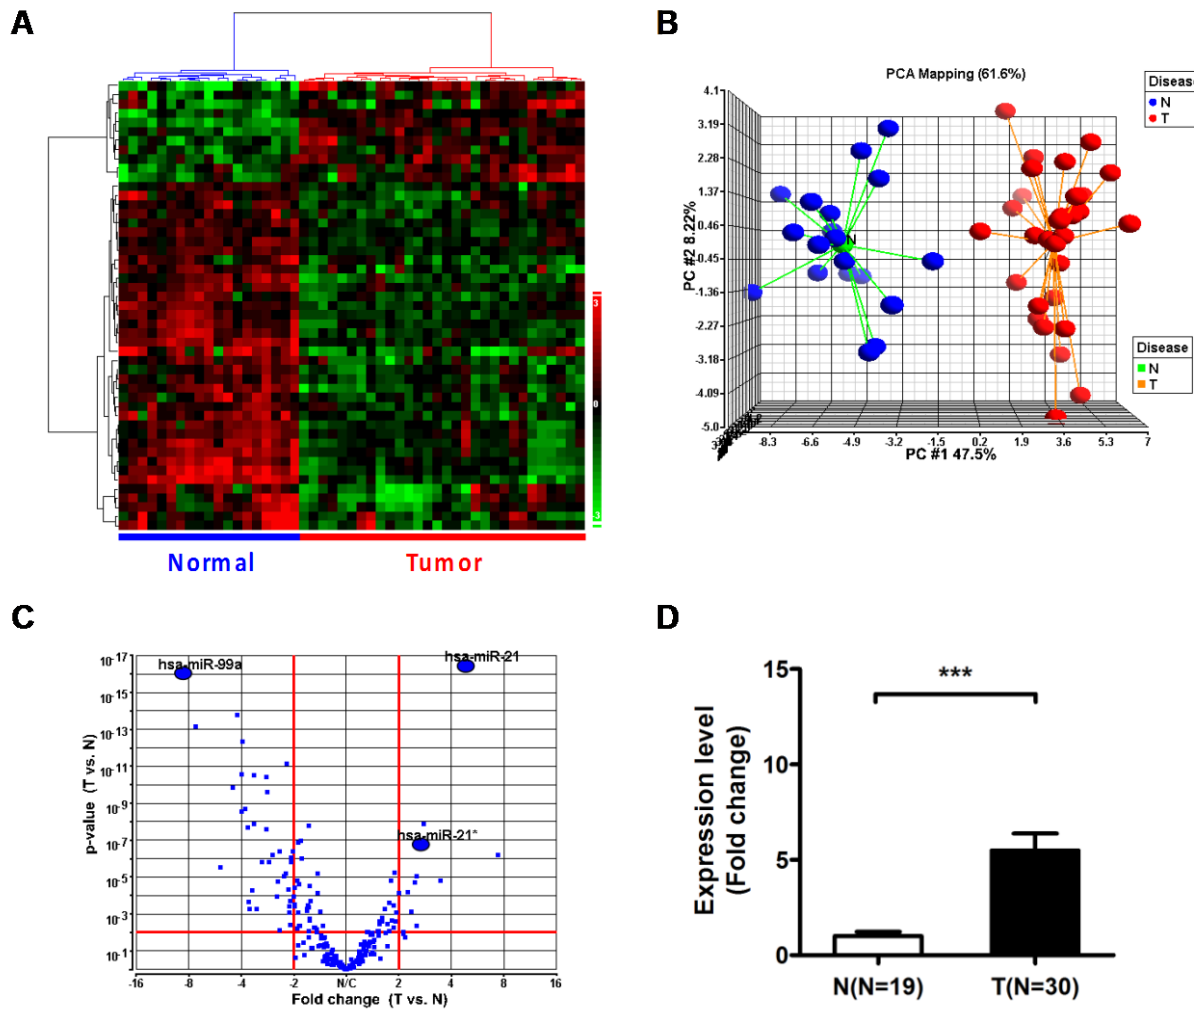 A
3
0
-3
Normal
Tumor
B
PCA Mapping (61.6%)
Disease
N
T
4.1
3.19
2.28
1.37
0.46
-0.45
-1.36
-2.27
-3.18
-4.09
-5.0
PC #2 8.22%
N
-8.3 -6.6 -4.9 -3.2 -1.5 0.2 1.9 3.6 5.3 7
PC #1 47.5%
Disease
N
T
C
hsa-miR-99a
hsa-miR-21
hsa-miR-21*
10-17
10-15
10-13
10-11
10-9
10-7
10-5
10-3
10-1
p-value (T vs. N)
-16 -8 -4 -2 N/C 2 4 8 16
Fold change (T vs. N)
D
15
10
5
0
Expression level
(Fold change)
***
N(N=19) T(N=30)